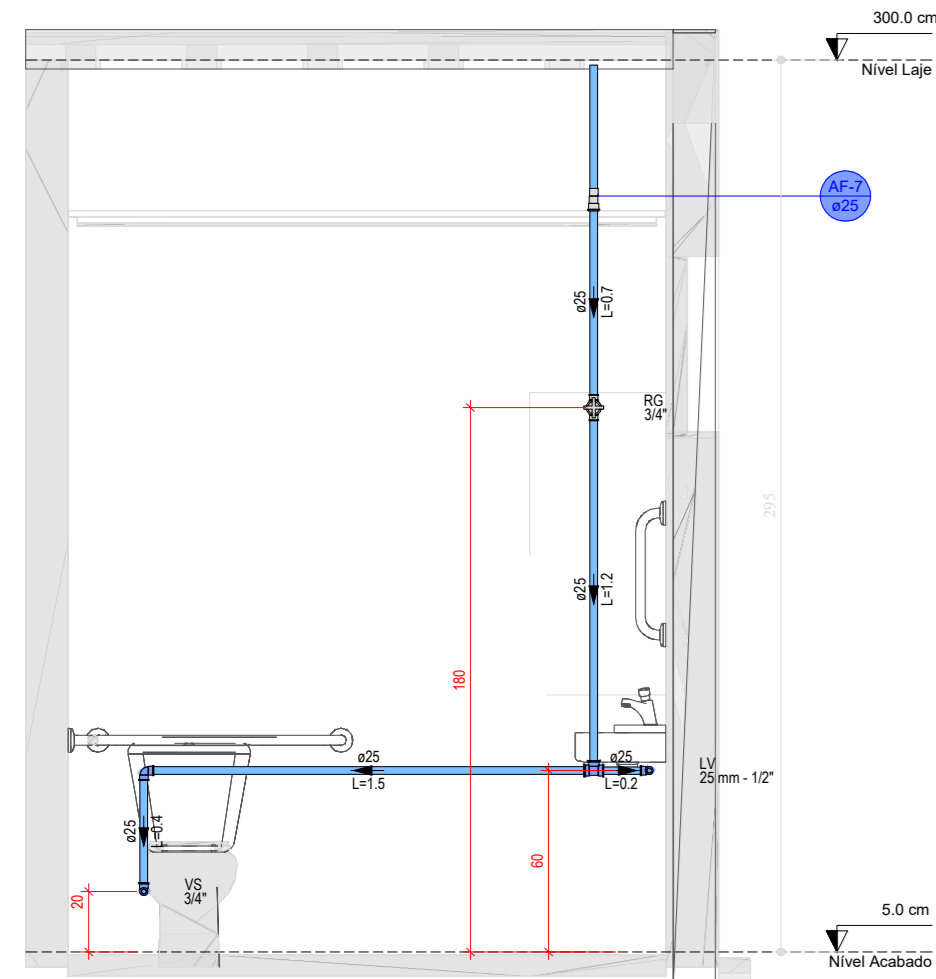 300.0 cm
Nível Laje
AF-7
ø25
ø25
L=0.7
RG
3/4"
295
ø25
L=1.2
180
ø25
L=1.5
ø25
L=0.2
LV
25 mm - 1/2"
ø25
L=0.4
VS
3/4"
60
20
5.0 cm
Nível Acabado